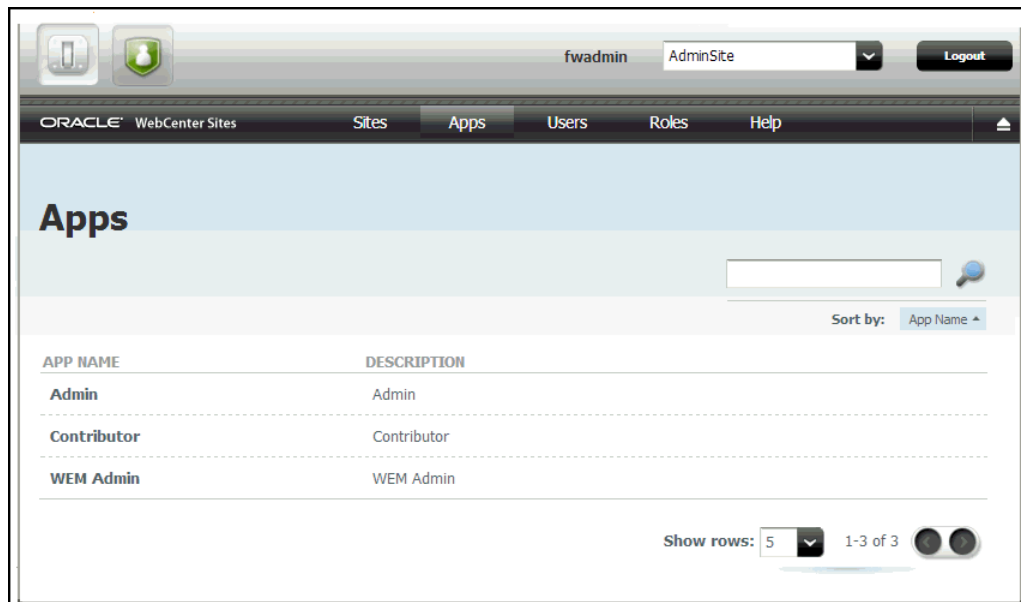 fwadmin AdminSite Logout
ORACLE WebCenter Sites Sites Apps Users Roles Help
Apps
Sort by: App Name
APP NAME DESCRIPTION
Admin Admin
Contributor Contributor
WEM Admin WEM Admin
Show rows: 5 1-3 of 3